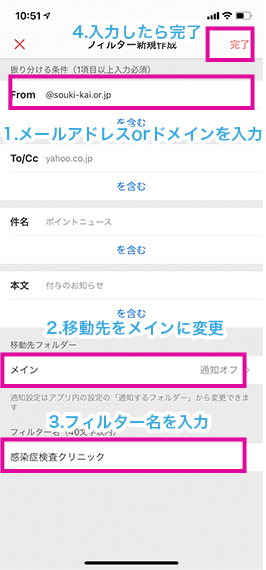 10:51
4.入力したら完了
フィルター新規作成
完了
振り分ける条件（1項目以上入力必須）
From @souki-kai.or.jp
を含む
1.メールアドレスorドメインを入力
To/Cc yahoo.co.jp
を含む
件名 ポイントニュース
を含む
本文 付与のお知らせ
を含む
2.移動先をメインに変更
移動先フォルダー
メイン 通知オフ
通知設定はアプリ内の設定の「通知するフォルダー」から変更できま
す
3.フィルター名を入力
フィルター名（40文字以内）
感染症検査クリニック